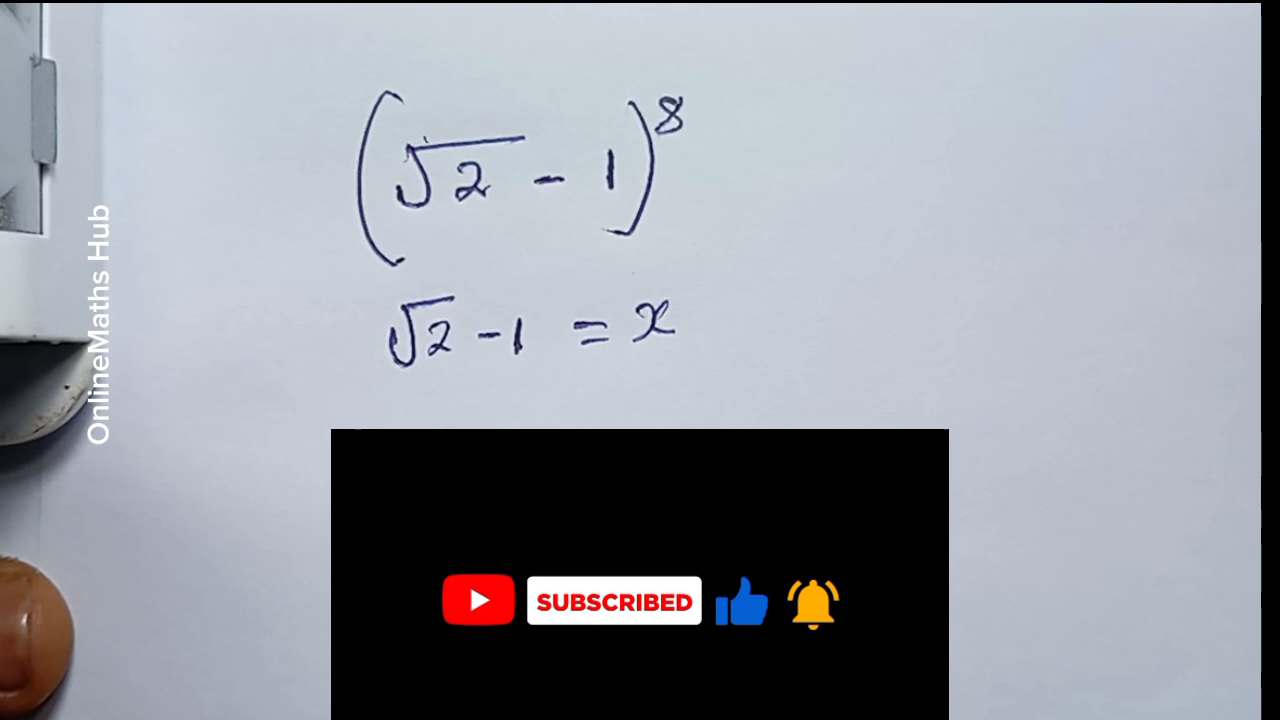 (√2 - 1)⁸
√2 - 1 = x
OnlineMaths Hub
SUBSCRIBED